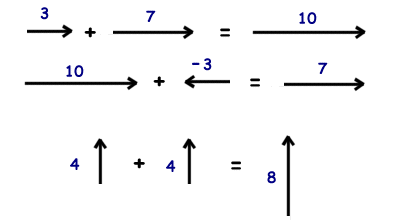 3 + 7 = 10
10 + -3 = 7
4 + 4 = 8